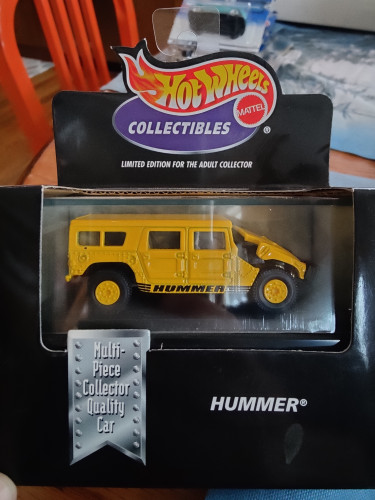 Hot Wheels
MATTEL
COLLECTIBLES ®
LIMITED EDITION FOR THE ADULT COLLECTOR
HUMMER
Multi-
Piece
Collector
Quality
Car
HUMMER®